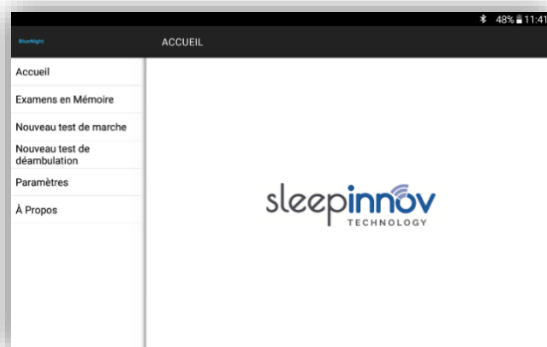 48% 11:41
BlueNight
ACCUEIL
Accueil
Examens en Mémoire
Nouveau test de marche
Nouveau test de
déambulation
Paramètres
À Propos
sleepinnov
TECHNOLOGY